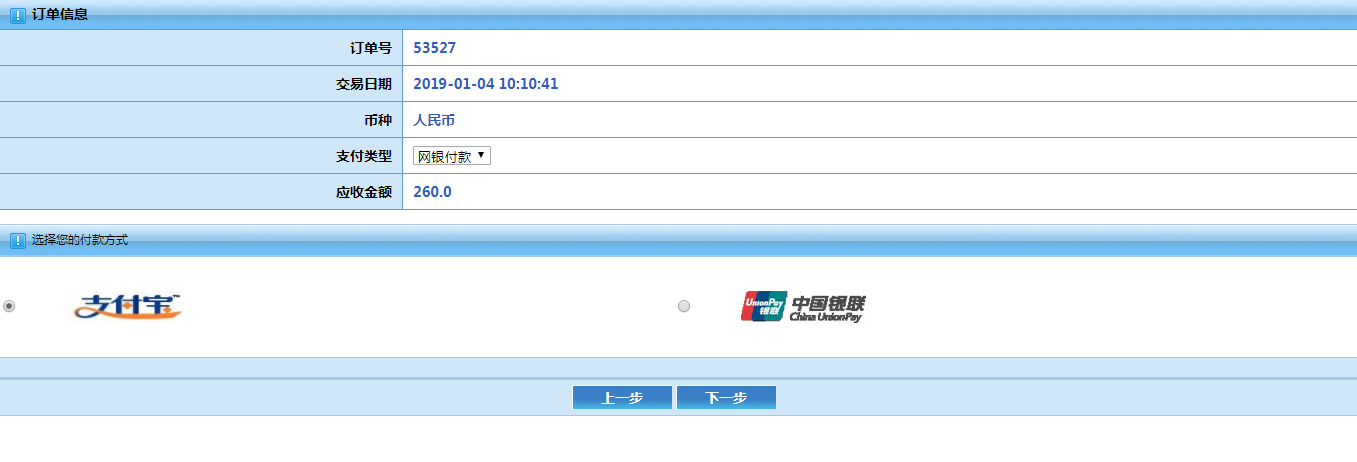 订单信息
订单号 53527
交易日期 2019-01-04 10:10:41
币种 人民币
支付类型 网银付款
应收金额 260.0
选择您的付款方式
支付宝™ UnionPay 银联 中国银联 China UnionPay
上一步 下一步